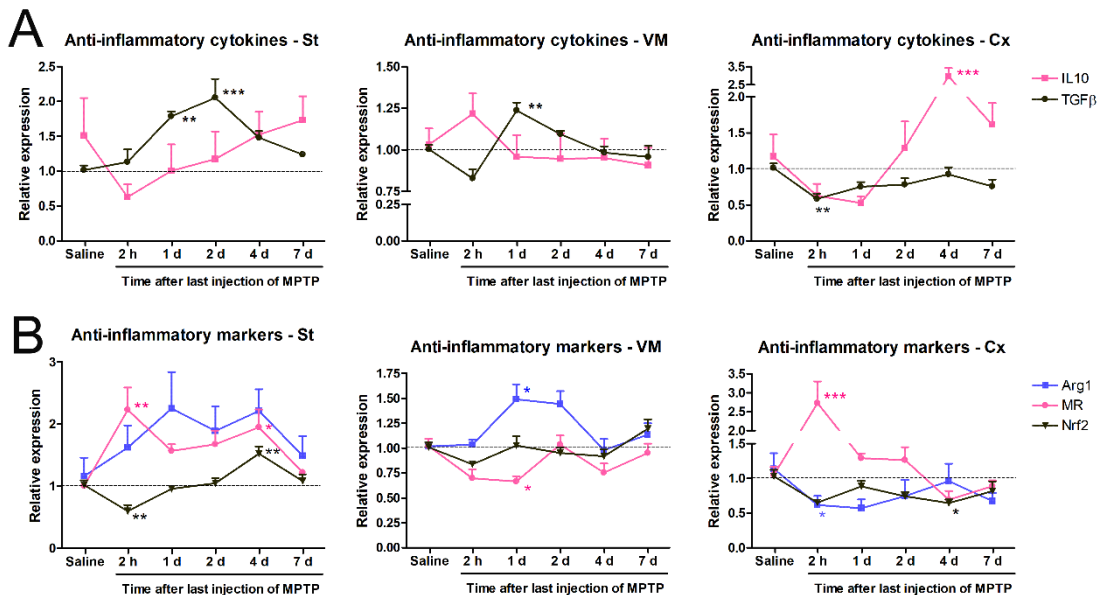 A
Anti-inflammatory cytokines - St
Relative expression
2.5
2.0
1.5
1.0
0.5
0.0
**
***
Saline
2 h
1 d
2 d
4 d
7 d
Time after last injection of MPTP
Anti-inflammatory cytokines - VM
Relative expression
1.50
1.25
1.00
0.75
0.25
0.00
**
Saline
2 h
1 d
2 d
4 d
7 d
Time after last injection of MPTP
Anti-inflammatory cytokines - Cx
Relative expression
3.5
2.5
2.0
1.5
1.0
0.5
0.0
**
***
Saline
2 h
1 d
2 d
4 d
7 d
Time after last injection of MPTP
IL10
TGFβ
B
Anti-inflammatory markers - St
Relative expression
3
2
1
0
**
**
*
**
Saline
2 h
1 d
2 d
4 d
7 d
Time after last injection of MPTP
Anti-inflammatory markers - VM
Relative expression
1.75
1.50
1.25
1.00
0.75
0.50
0.25
0.00
*
*
Saline
2 h
1 d
2 d
4 d
7 d
Time after last injection of MPTP
Anti-inflammatory markers - Cx
Relative expression
3.5
3.0
2.5
2.0
1.5
1.0
0.5
0.0
***
*
*
Saline
2 h
1 d
2 d
4 d
7 d
Time after last injection of MPTP
Arg1
MR
Nrf2